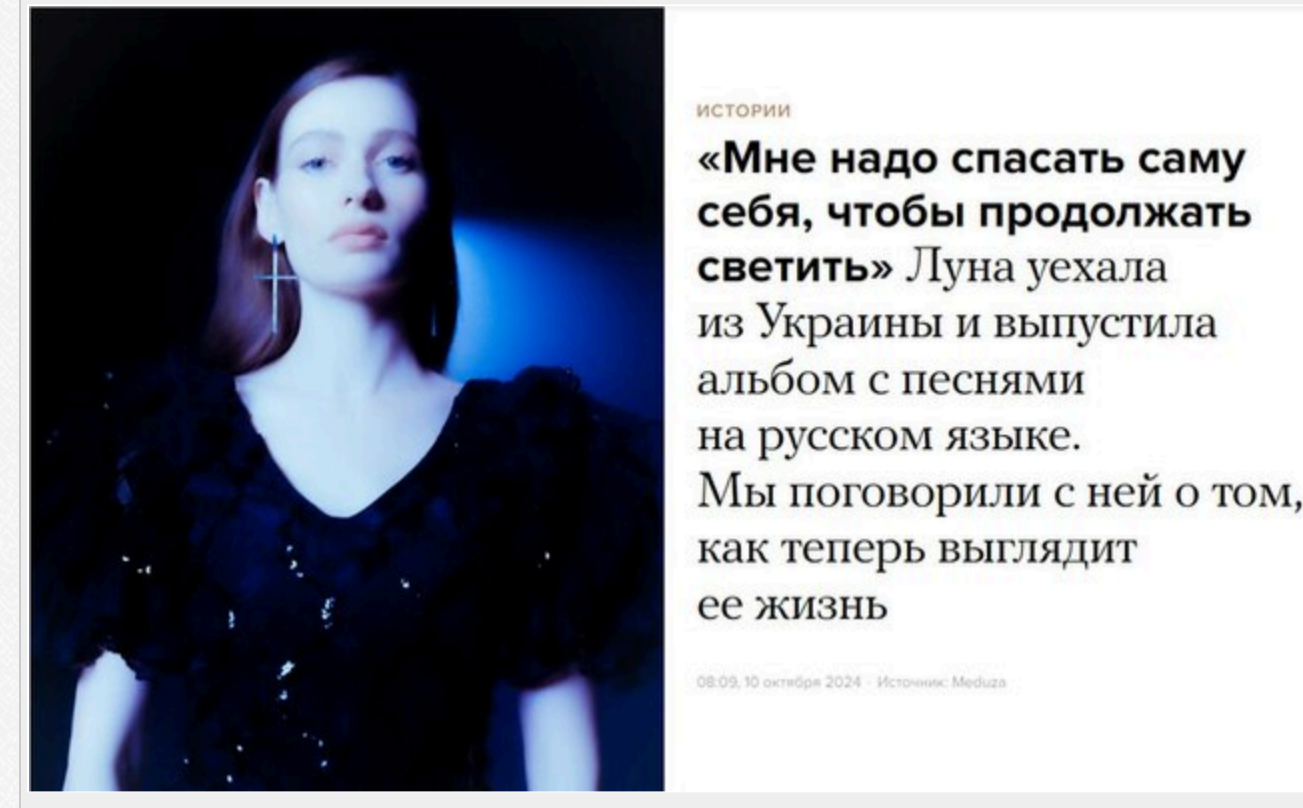 ИСТОРИИ
«Мне надо спасать саму
себя, чтобы продолжать
светить» Луна уехала
из Украины и выпустила
альбом с песнями
на русском языке.
Мы поговорили с ней о том,
как теперь выглядит
ее жизнь
08:09, 10 октября 2024 · Источник: Meduza